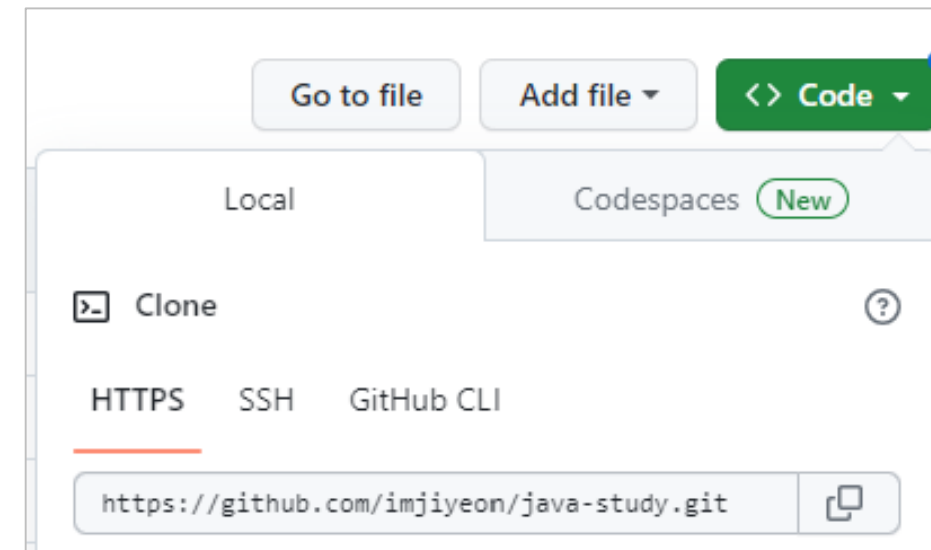 Go to file Add file <> Code
Local Codespaces New
Clone
HTTPS SSH GitHub CLI
https://github.com/imjiyeon/java-study.git